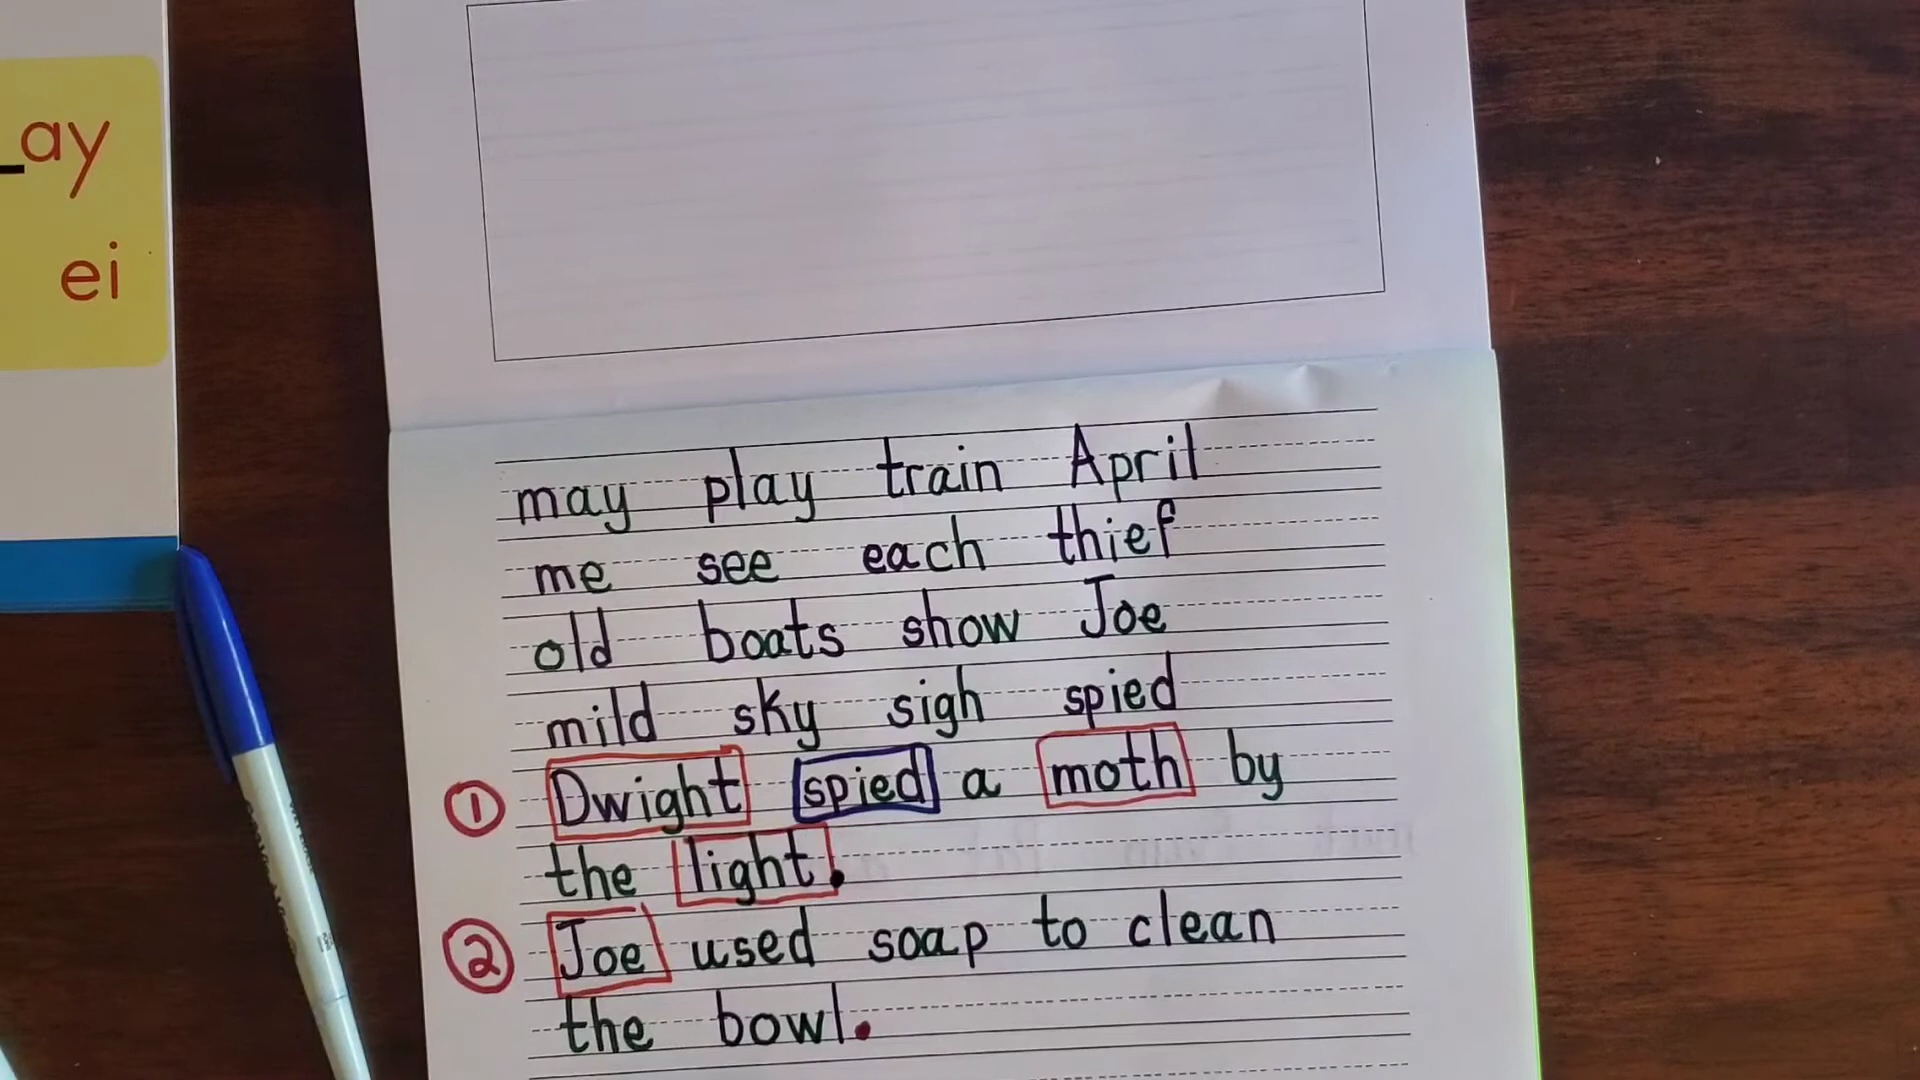 _ay
ei
may play train April
me see each thief
old boats show Joe
mild sky sigh spied
① Dwight spied a moth by
the light.
② Joe used soap to clean
the bowl.